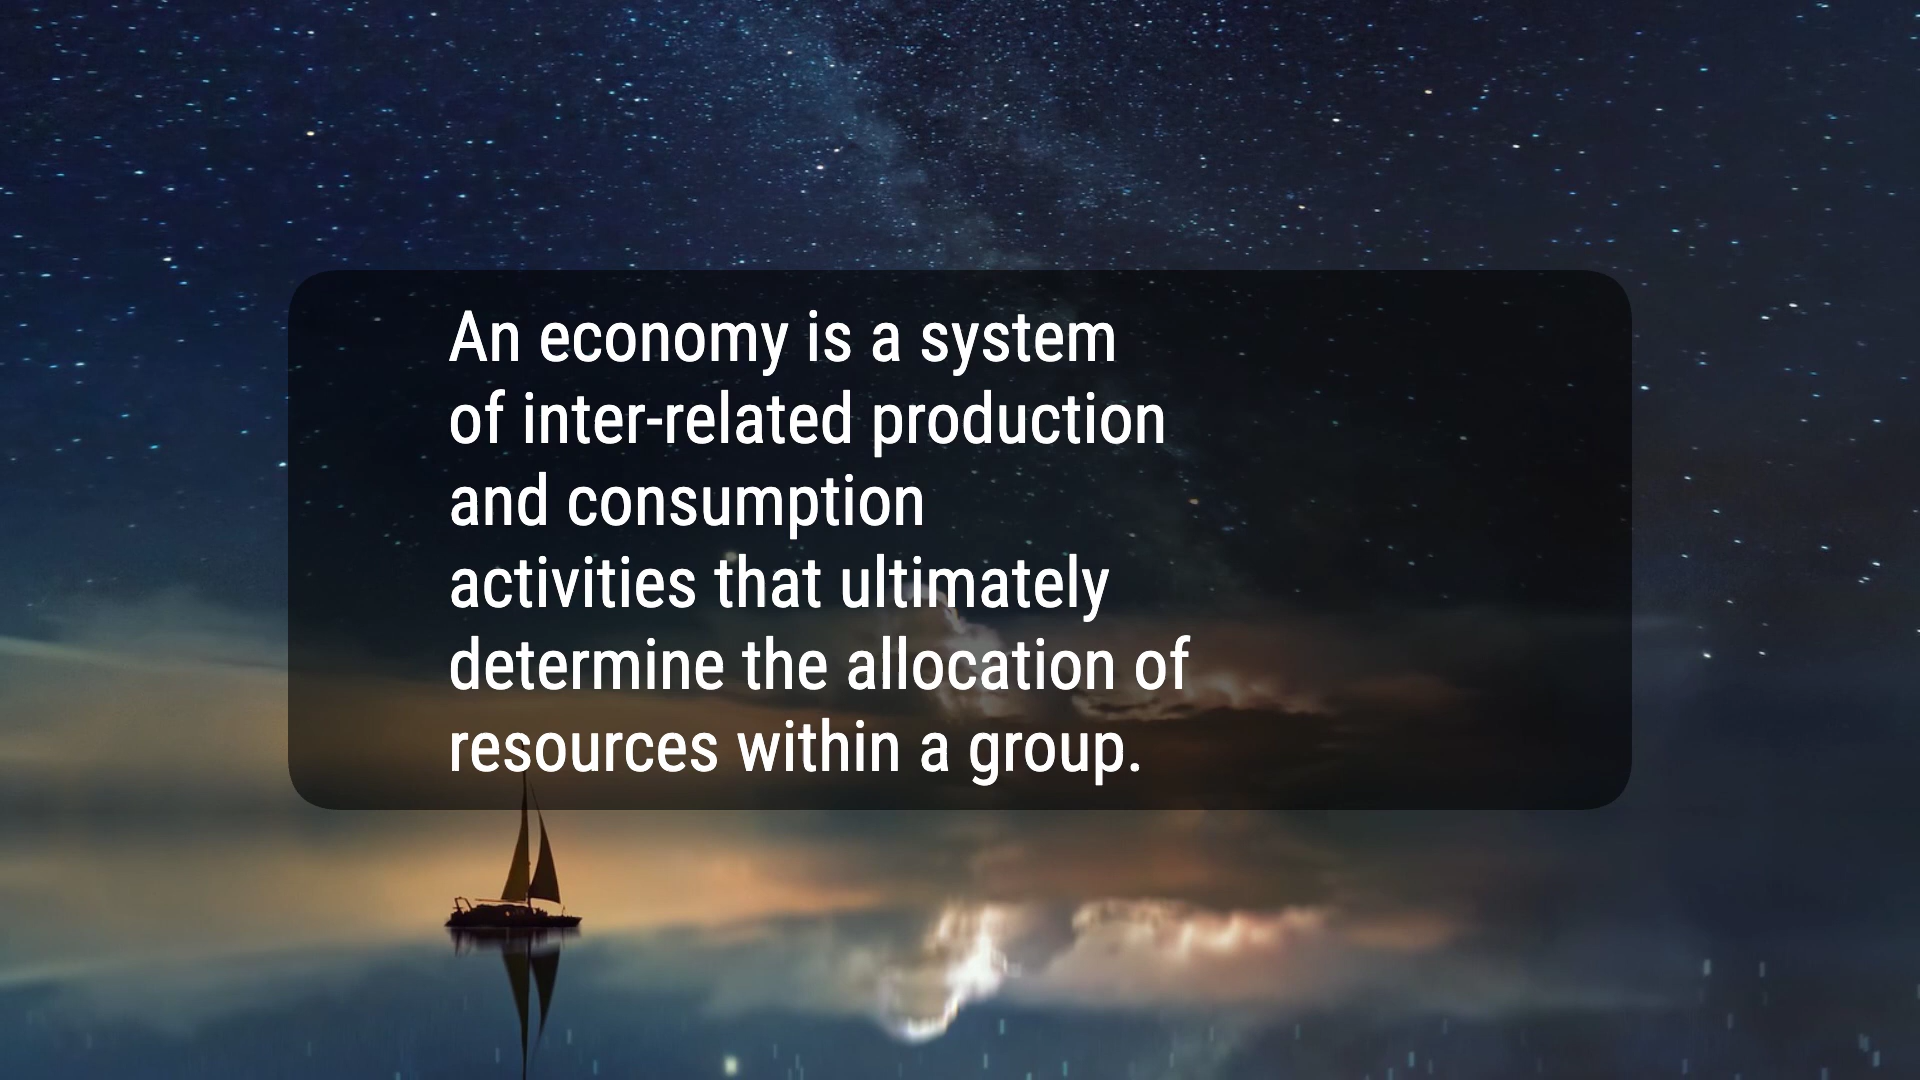 An economy is a system
of inter-related production
and consumption
activities that ultimately
determine the allocation of
resources within a group.